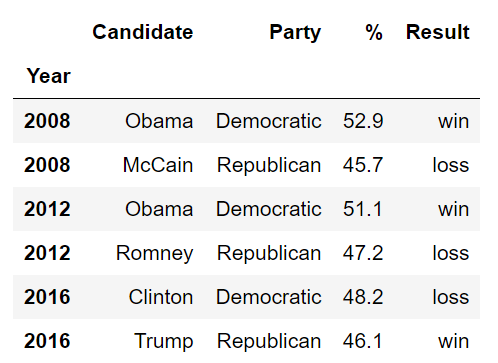 Candidate Party % Result
Year
2008 Obama Democratic 52.9 win
2008 McCain Republican 45.7 loss
2012 Obama Democratic 51.1 win
2012 Romney Republican 47.2 loss
2016 Clinton Democratic 48.2 loss
2016 Trump Republican 46.1 win